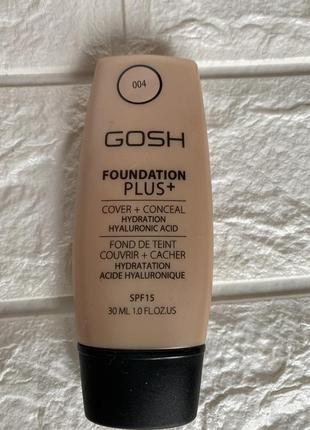 004
GOSH
FOUNDATION
PLUS+
COVER + CONCEAL
HYDRATION
HYALURONIC ACID
FOND DE TEINT
COUVRIR + CACHER
HYDRATATION
ACIDE HYALURONIQUE
SPF15
30 ML 1.0 FL.OZ.US